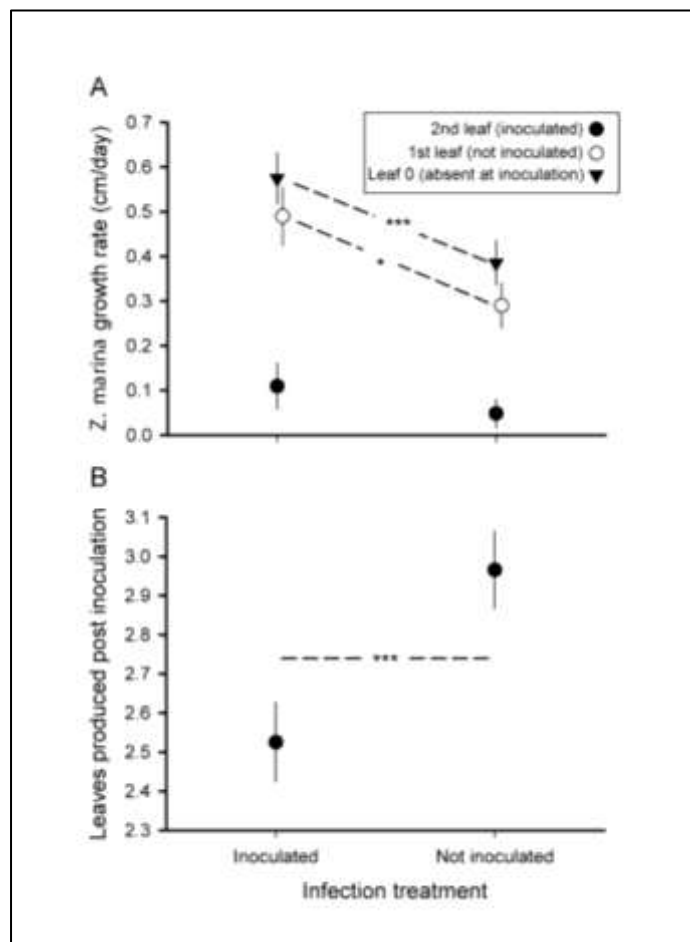 A
Z. marina growth rate (cm/day)
0.7
0.6
0.5
0.4
0.3
0.2
0.1
0.0
2nd leaf (inoculated)
1st leaf (not inoculated)
Leaf 0 (absent at inoculation)
***
*
B
Leaves produced post inoculation
3.1
3.0
2.9
2.8
2.7
2.6
2.5
2.4
2.3
***
Inoculated Not inoculated
Infection treatment